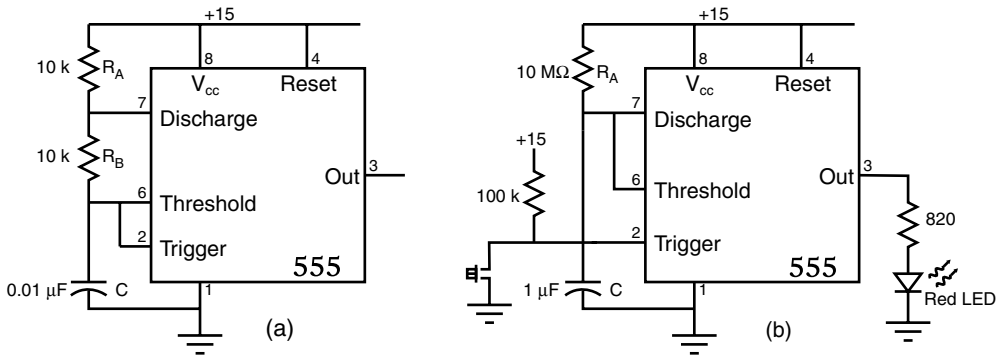 +15
10 k
R_A
8
4
V_cc
Reset
7
Discharge
10 k
R_B
3
Out
6
Threshold
2
Trigger
555
0.01 µF
C
1
(a)
+15
10 MΩ
R_A
8
4
V_cc
Reset
7
Discharge
+15
100 k
3
Out
6
Threshold
820
2
Trigger
555
Red LED
1 µF
C
1
(b)